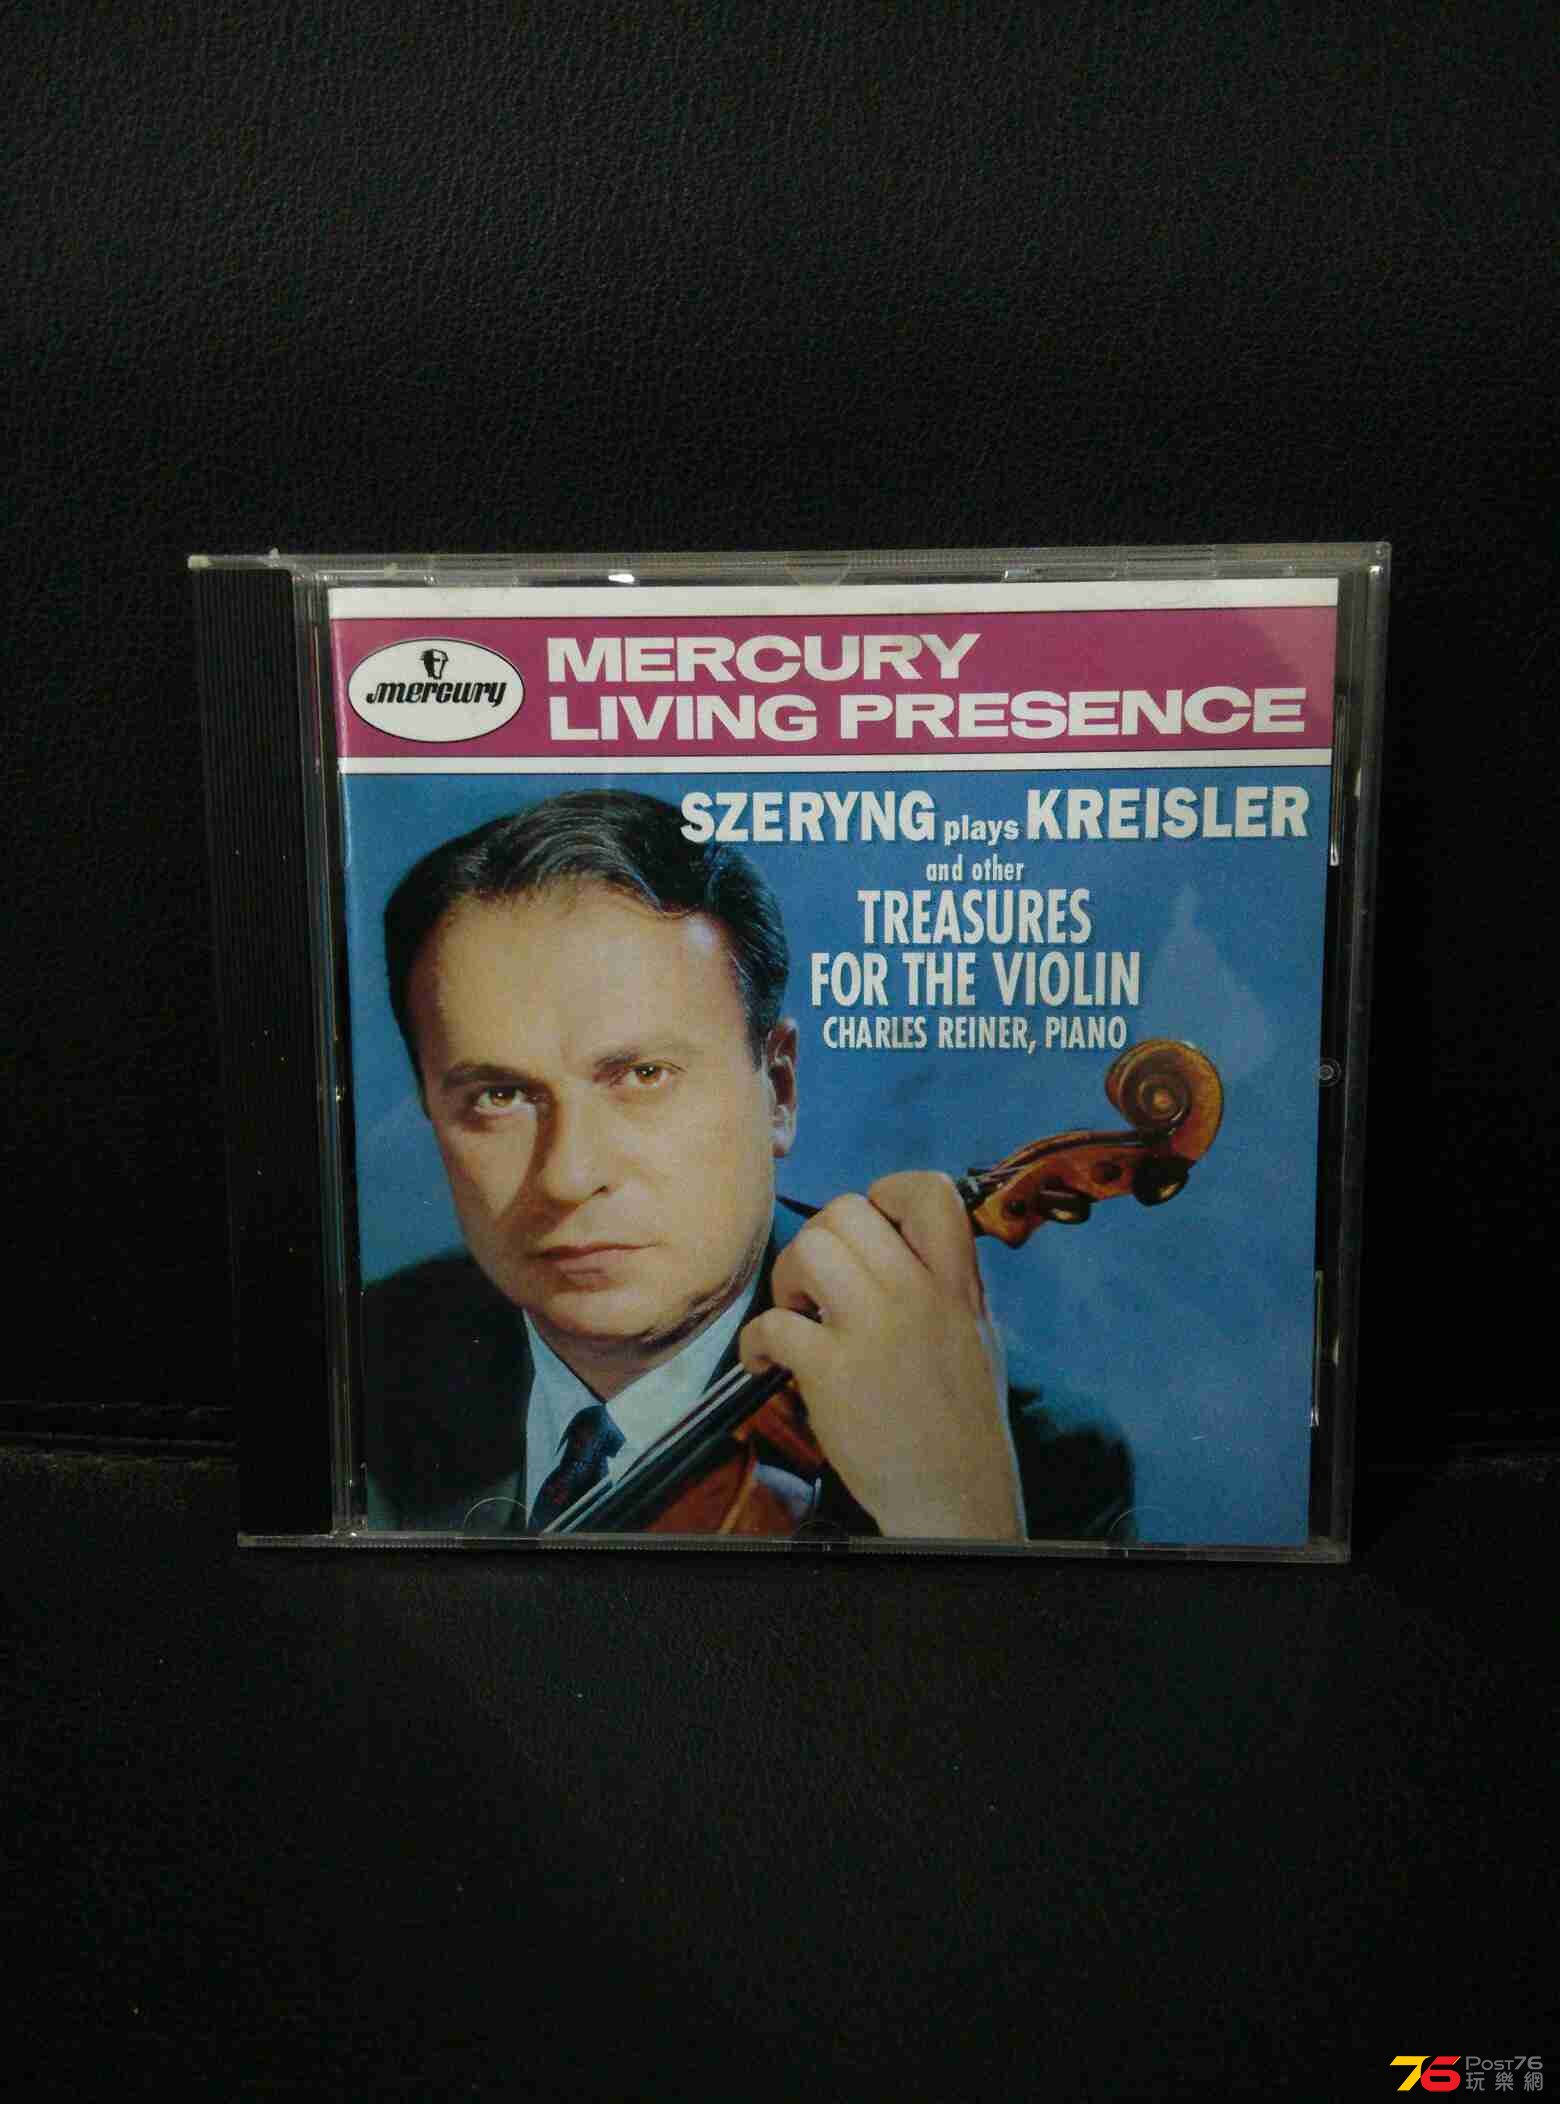 mercury
MERCURY
LIVING PRESENCE
SZERYNG plays KREISLER
and other
TREASURES
FOR THE VIOLIN
CHARLES REINER, PIANO
76 POST76
玩樂網